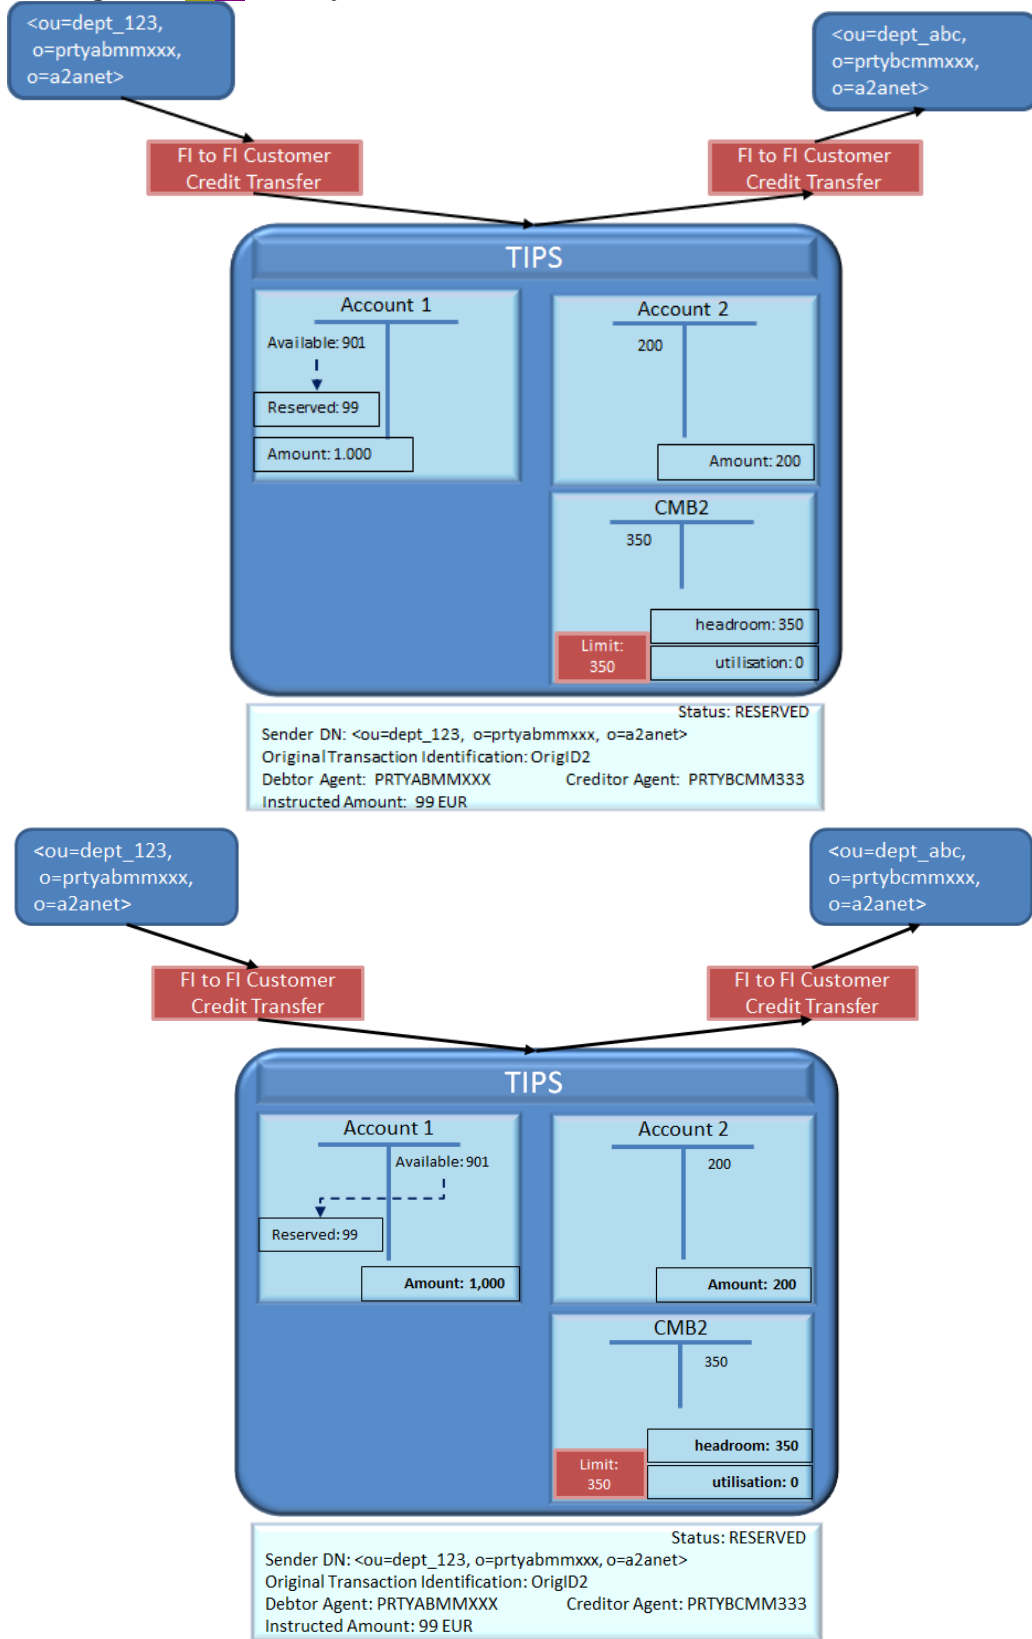 <ou=dept_123,
o=prtyabmmxxx,
o=a2anet>
<ou=dept_abc,
o=prtybcmmxxx,
o=a2anet>
FI to FI Customer
Credit Transfer
FI to FI Customer
Credit Transfer
TIPS
Account 1
Available: 901
Reserved: 99
Amount: 1.000
Account 2
200
Amount: 200
CMB2
350
headroom: 350
Limit:
350
utilisation: 0
Status: RESERVED
Sender DN: <ou=dept_123, o=prtyabmmxxx, o=a2anet>
Original Transaction Identification: OrigID2
Debtor Agent: PRTYABMMXXX Creditor Agent: PRTYBCMM333
Instructed Amount: 99 EUR
<ou=dept_123,
o=prtyabmmxxx,
o=a2anet>
<ou=dept_abc,
o=prtybcmmxxx,
o=a2anet>
FI to FI Customer
Credit Transfer
FI to FI Customer
Credit Transfer
TIPS
Account 1
Available: 901
Reserved: 99
Amount: 1,000
Account 2
200
Amount: 200
CMB2
350
headroom: 350
Limit:
350
utilisation: 0
Status: RESERVED
Sender DN: <ou=dept_123, o=prtyabmmxxx, o=a2anet>
Original Transaction Identification: OrigID2
Debtor Agent: PRTYABMMXXX Creditor Agent: PRTYBCMM333
Instructed Amount: 99 EUR